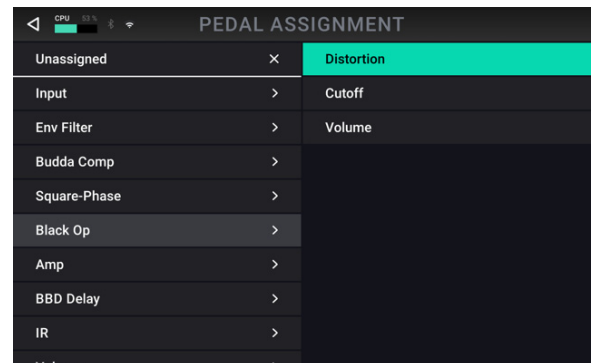 CPU 53 % PEDAL ASSIGNMENT
Unassigned
Input
Env Filter
Budda Comp
Square-Phase
Black Op
Amp
BBD Delay
IR
Distortion
Cutoff
Volume